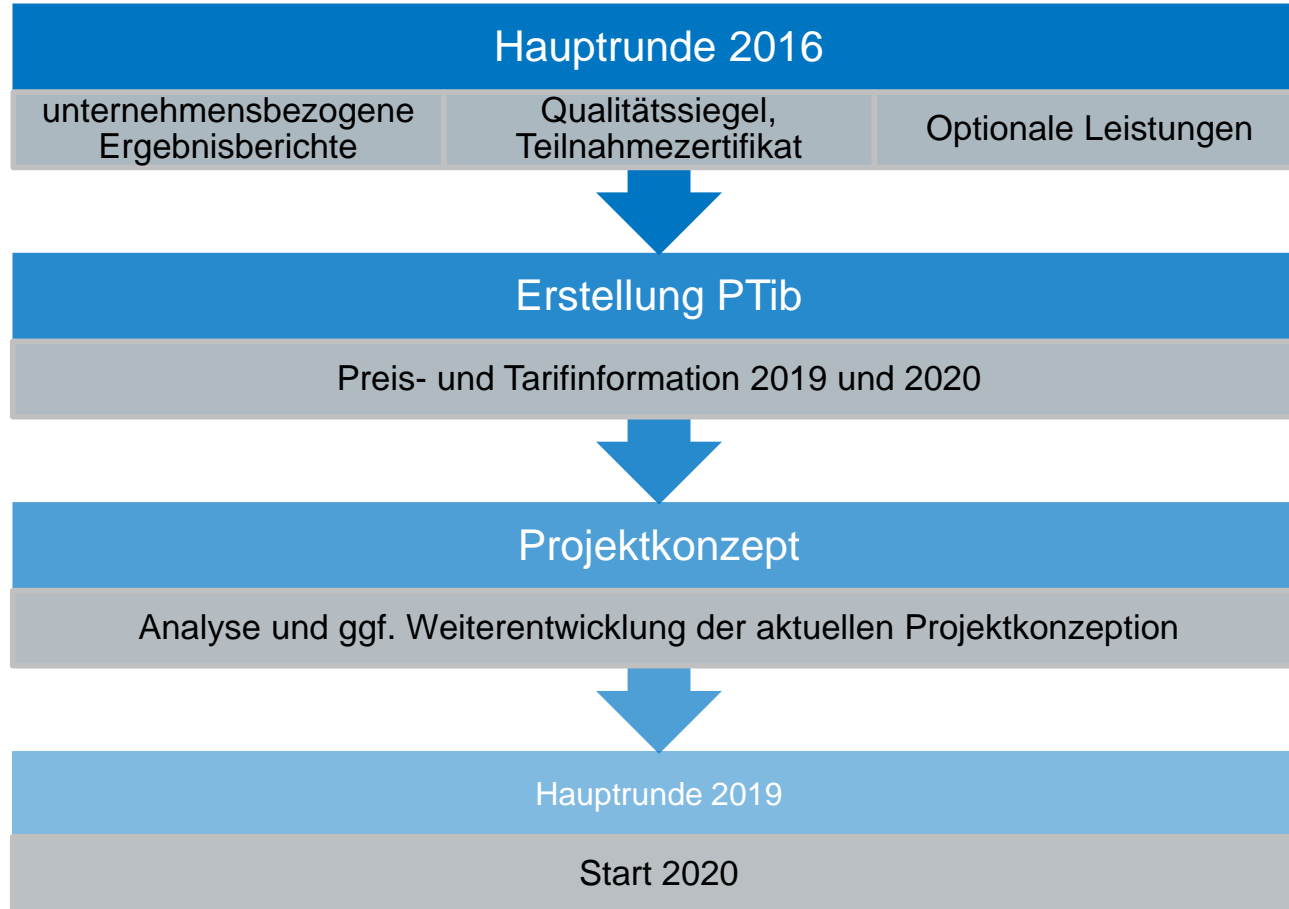 Hauptrunde 2016
unternehmensbezogene
Ergebnisberichte
Qualitätssiegel,
Teilnahmezertifikat
Optionale Leistungen
Erstellung PTib
Preis- und Tarifinformation 2019 und 2020
Projektkonzept
Analyse und ggf. Weiterentwicklung der aktuellen Projektkonzeption
Hauptrunde 2019
Start 2020